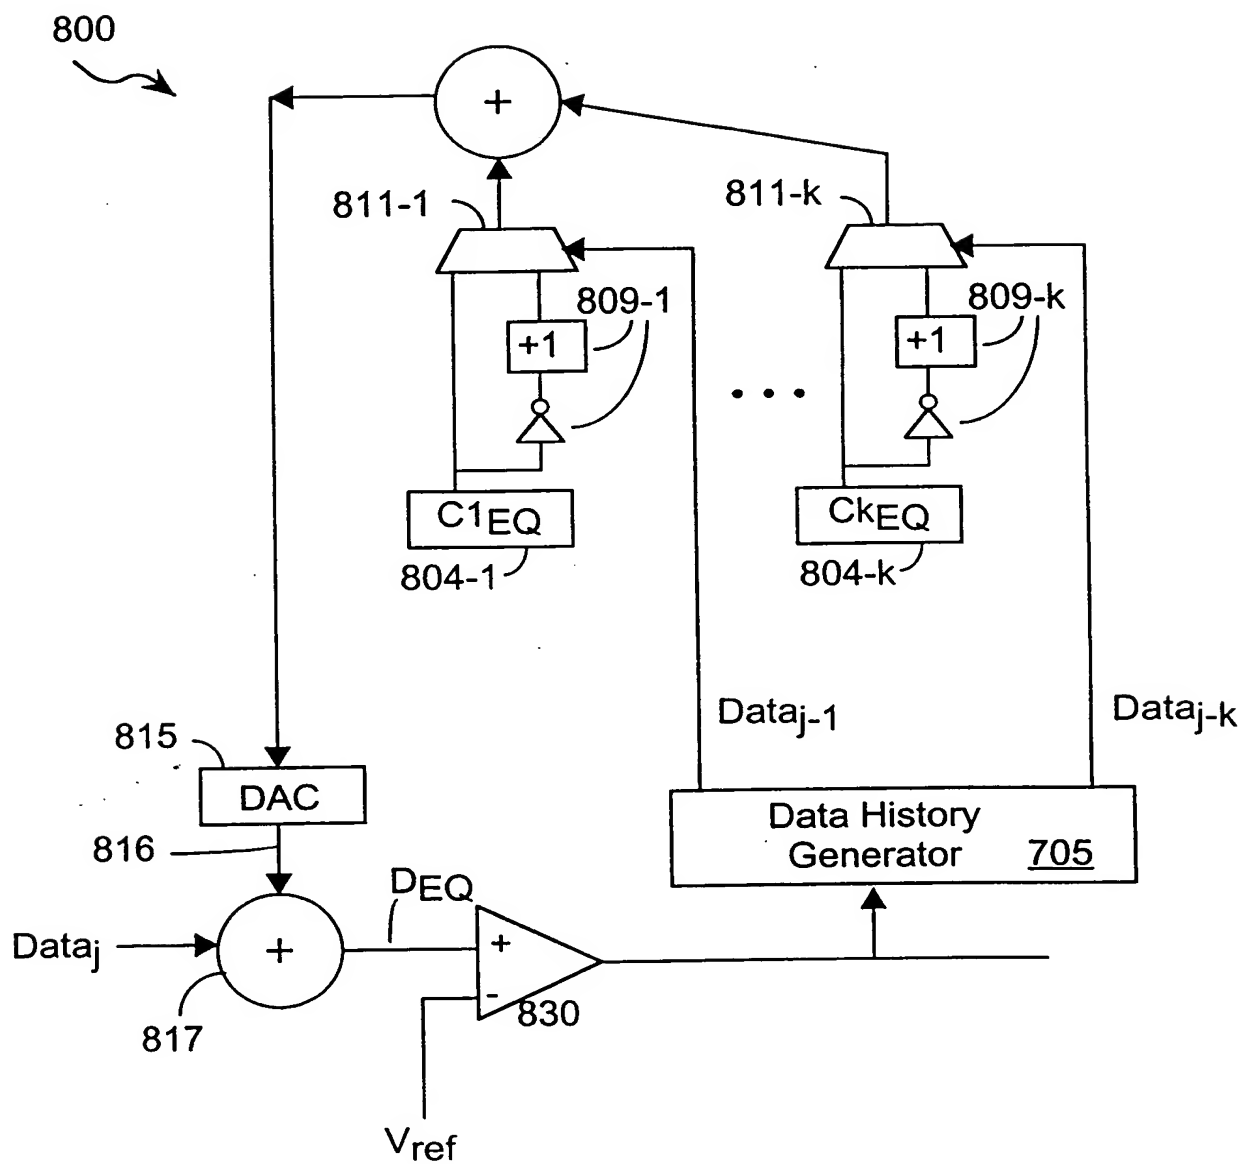 800
+
811-1
811-k
809-1
809-k
+1
+1
C1EQ
CkEQ
804-1
804-k
Dataj-1
Dataj-k
815
DAC
Data History
Generator 705
816
DEQ
Dataj
+
+
-
830
817
Vref